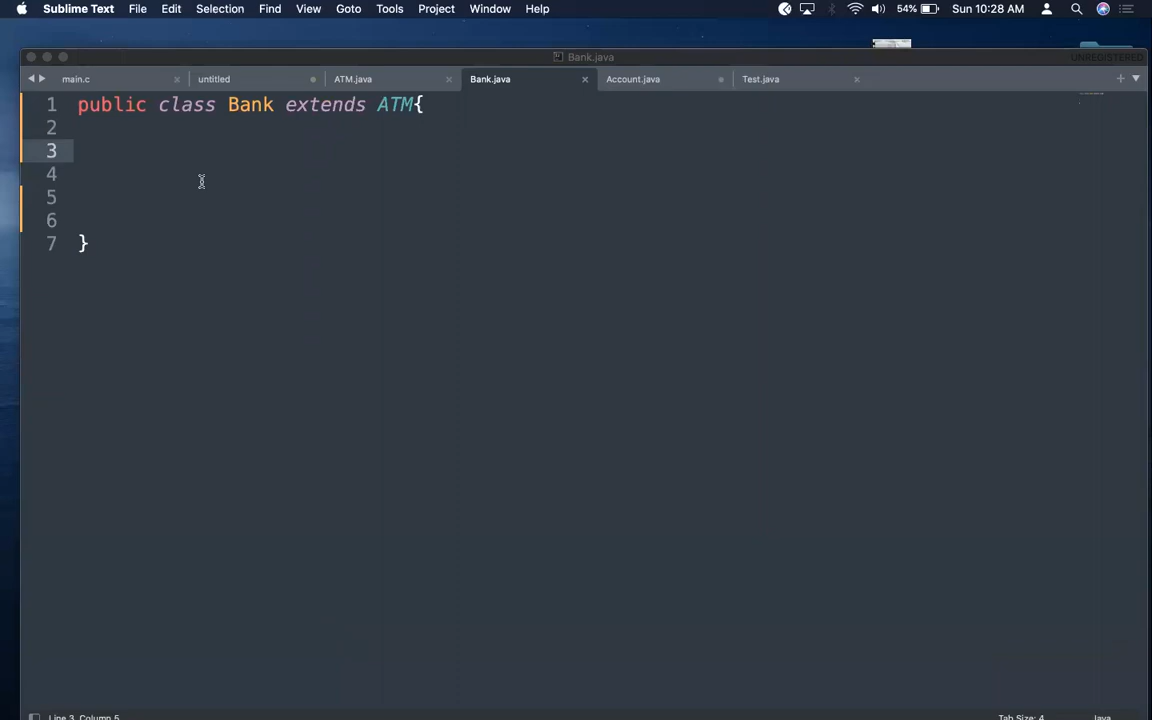 Sublime Text File Edit Selection Find View Goto Tools Project Window Help 54% Sun 10:28 AM
Bank.java UNREGISTERED
main.c untitled ATM.java Bank.java Account.java Test.java
1 public class Bank extends ATM{
2
3
4
5
6
7 }
Line 3, Column 5 Tab Size: 4 Java